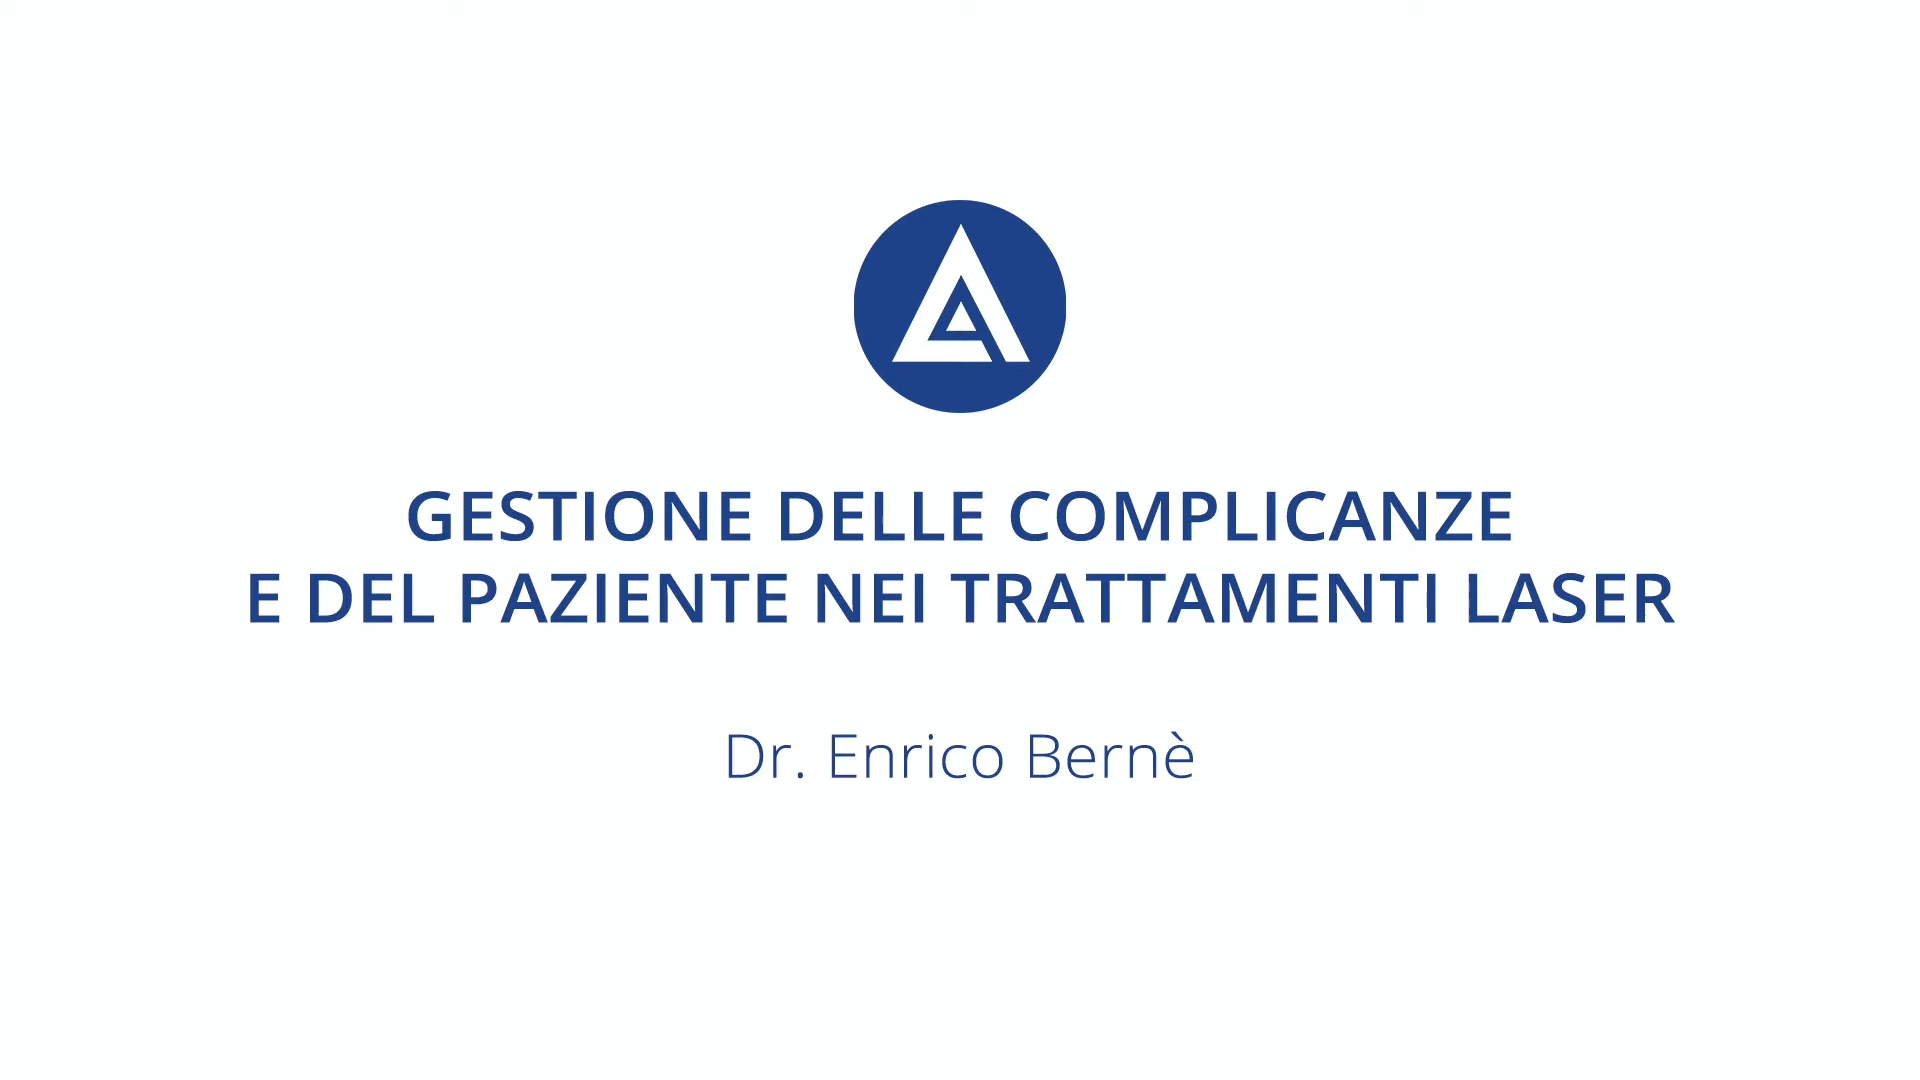 GESTIONE DELLE COMPLICANZE
E DEL PAZIENTE NEI TRATTAMENTI LASER
Dr. Enrico Bernè